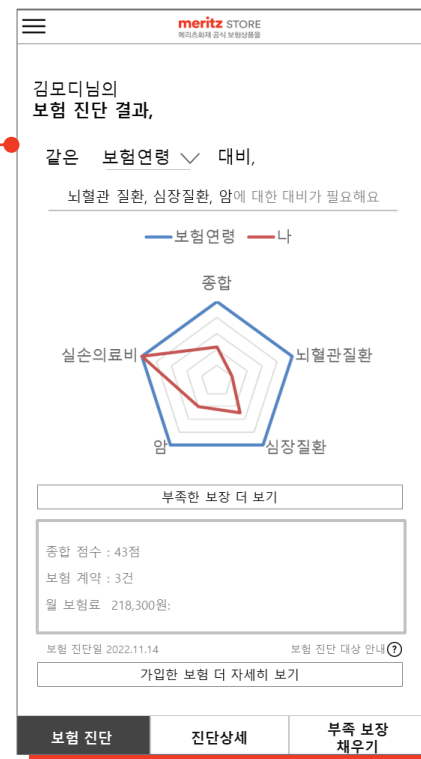 meritz STORE
메리츠화재 공식 보험상품몰
김모디님의
보험 진단 결과,
같은 보험연령 대비,
뇌혈관 질환, 심장질환, 암에 대한 대비가 필요해요
보험연령 나
종합
실손의료비 뇌혈관질환
암 심장질환
부족한 보장 더 보기
종합 점수 : 43점
보험 계약 : 3건
월 보험료 218,300원:
보험 진단일 2022.11.14 보험 진단 대상 안내 ?
가입한 보험 더 자세히 보기
보험 진단 진단상세 부족 보장
채우기